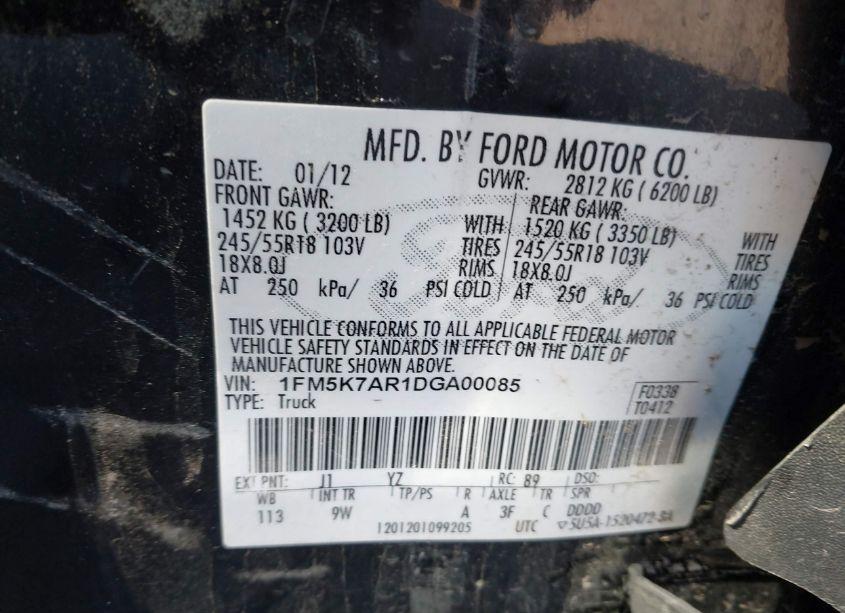 MFD. BY FORD MOTOR CO.
DATE: 01/12 GVWR: 2812 KG ( 6200 LB)
FRONT GAWR: REAR GAWR:
1452 KG ( 3200 LB) WITH 1520 KG ( 3350 LB) WITH
245/55R18 103V TIRES 245/55R18 103V TIRES
18X8.0J RIMS 18X8.0J RIMS
AT 250 kPa/ 36 PSI COLD AT 250 kPa/ 36 PSI COLD
THIS VEHICLE CONFORMS TO ALL APPLICABLE FEDERAL MOTOR
VEHICLE SAFETY STANDARDS IN EFFECT ON THE DATE OF
MANUFACTURE SHOWN ABOVE.
VIN: 1FM5K7AR1DGA00085 F0338
TYPE: Truck T0412
EXT PNT: J1 YZ RC: 89 DSO:
WB INT TR TP/PS R AXLE TR SPR
113 9W A 3F C DDDD
1201201099205 UTC